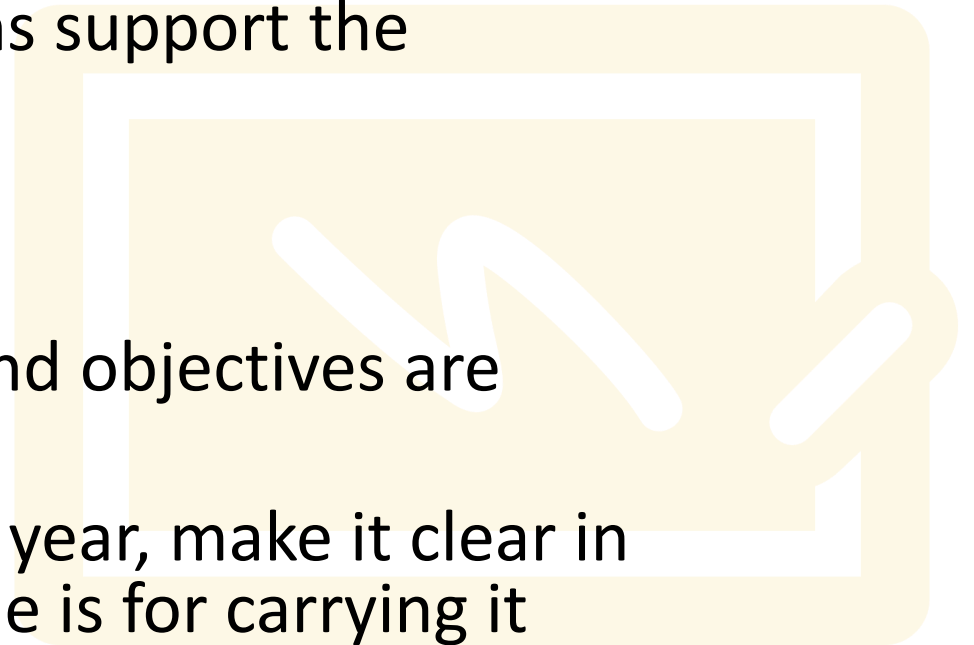 s support the
nd objectives are
year, make it clear in
e is for carrying it